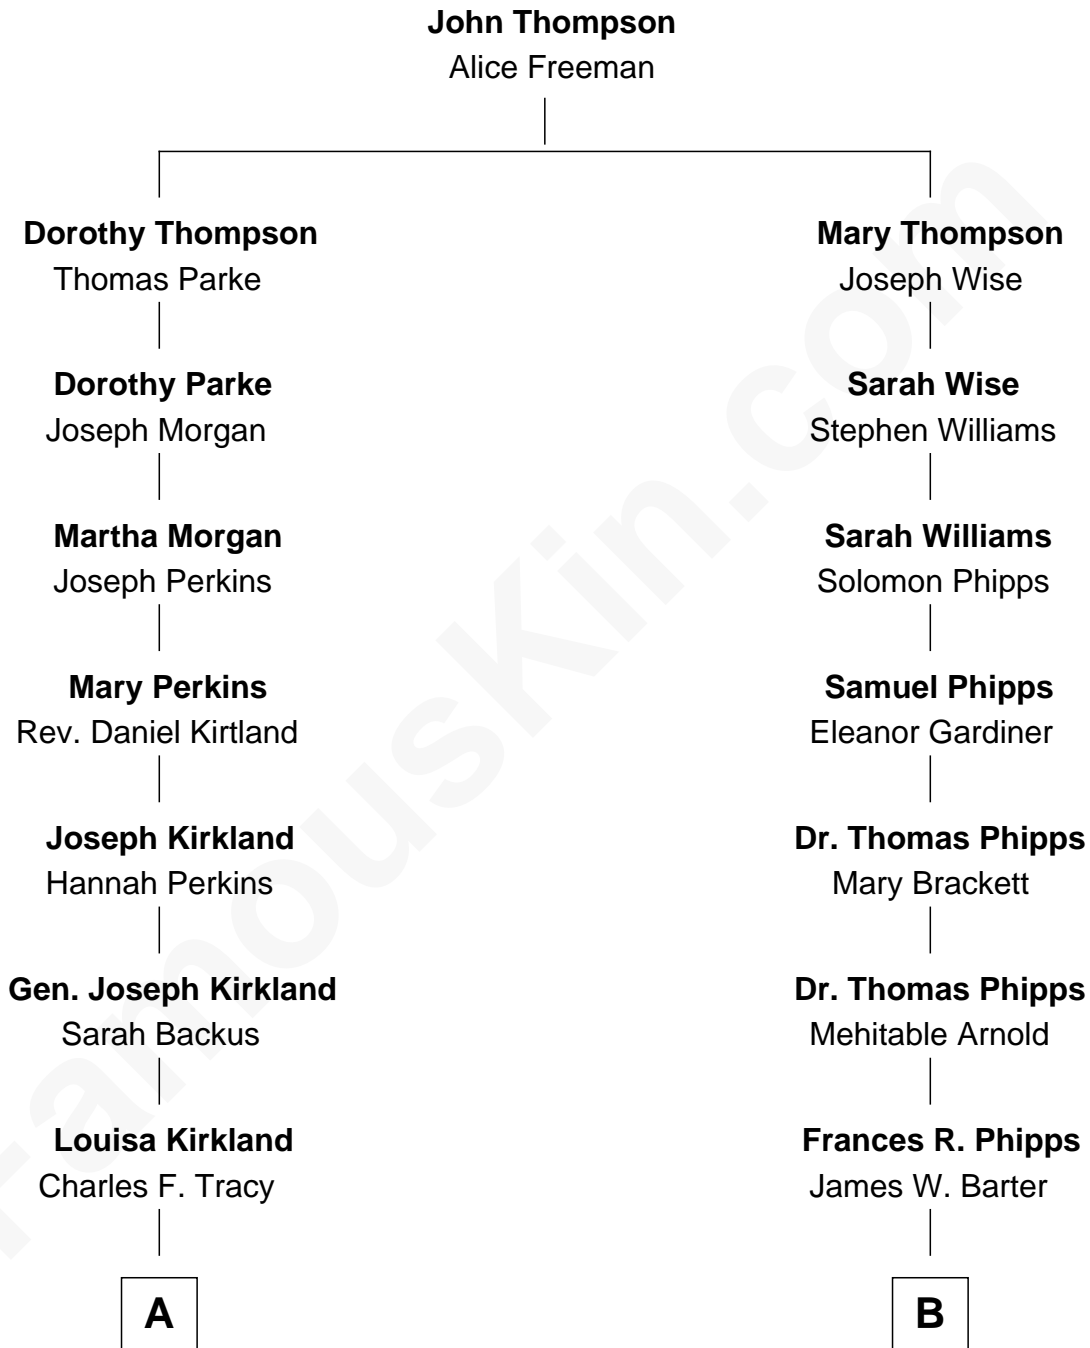 John Thompson
Alice Freeman
Dorothy Thompson
Thomas Parke
Mary Thompson
Joseph Wise
Dorothy Parke
Joseph Morgan
Sarah Wise
Stephen Williams
Martha Morgan
Joseph Perkins
Sarah Williams
Solomon Phipps
Mary Perkins
Rev. Daniel Kirtland
Samuel Phipps
Eleanor Gardiner
Joseph Kirkland
Hannah Perkins
Dr. Thomas Phipps
Mary Brackett
Gen. Joseph Kirkland
Sarah Backus
Dr. Thomas Phipps
Mehitable Arnold
Louisa Kirkland
Charles F. Tracy
Frances R. Phipps
James W. Barter
A
B
FamousKin.com